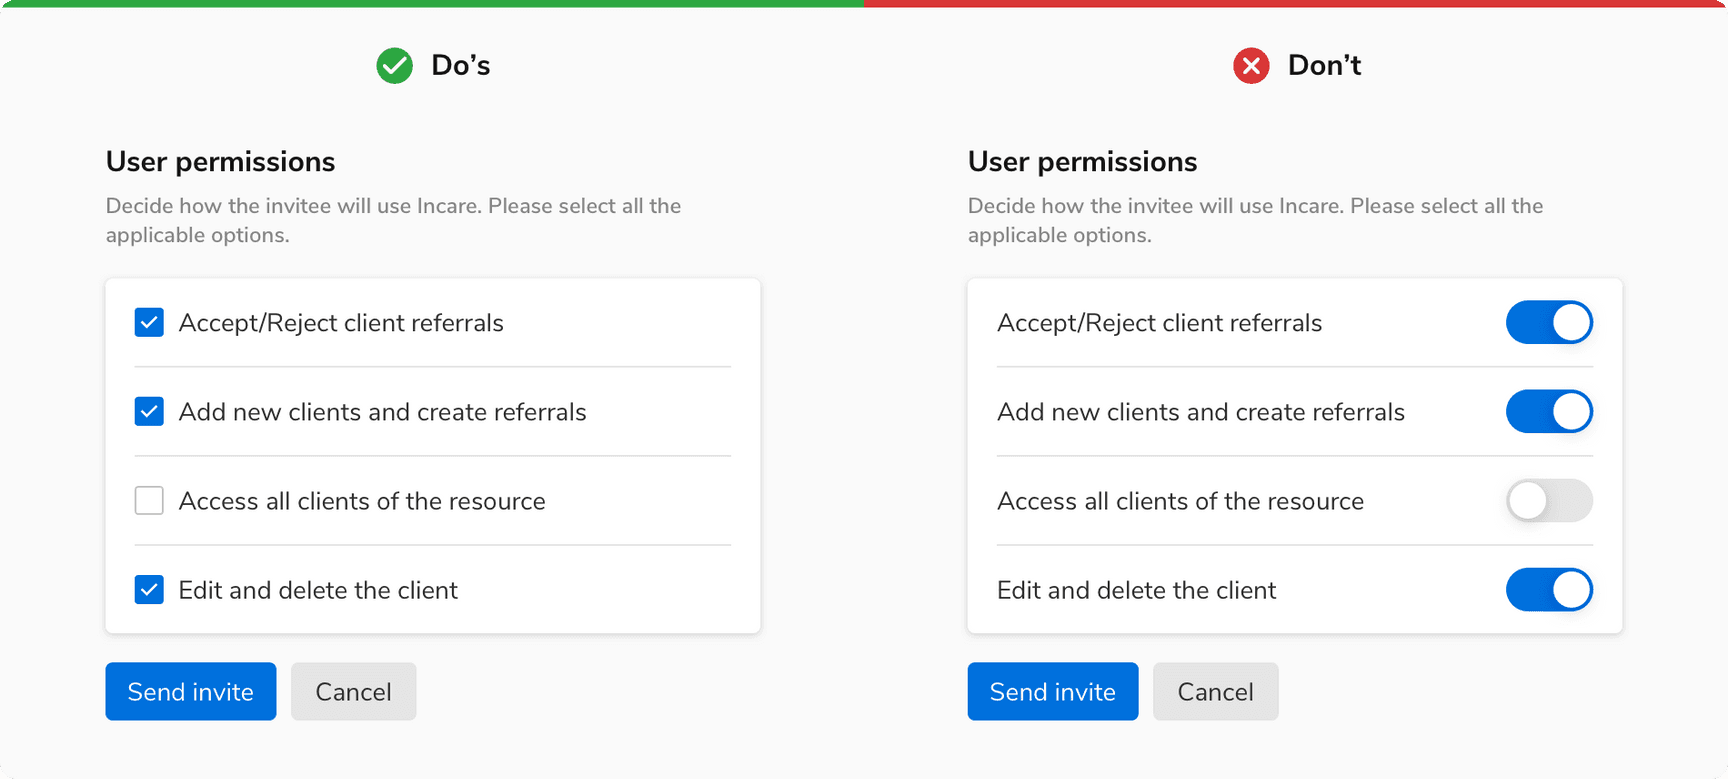 Do’s
User permissions
Decide how the invitee will use Incare. Please select all the
applicable options.
Accept/Reject client referrals
Add new clients and create referrals
Access all clients of the resource
Edit and delete the client
Send invite
Cancel
Don’t
User permissions
Decide how the invitee will use Incare. Please select all the
applicable options.
Accept/Reject client referrals
Add new clients and create referrals
Access all clients of the resource
Edit and delete the client
Send invite
Cancel